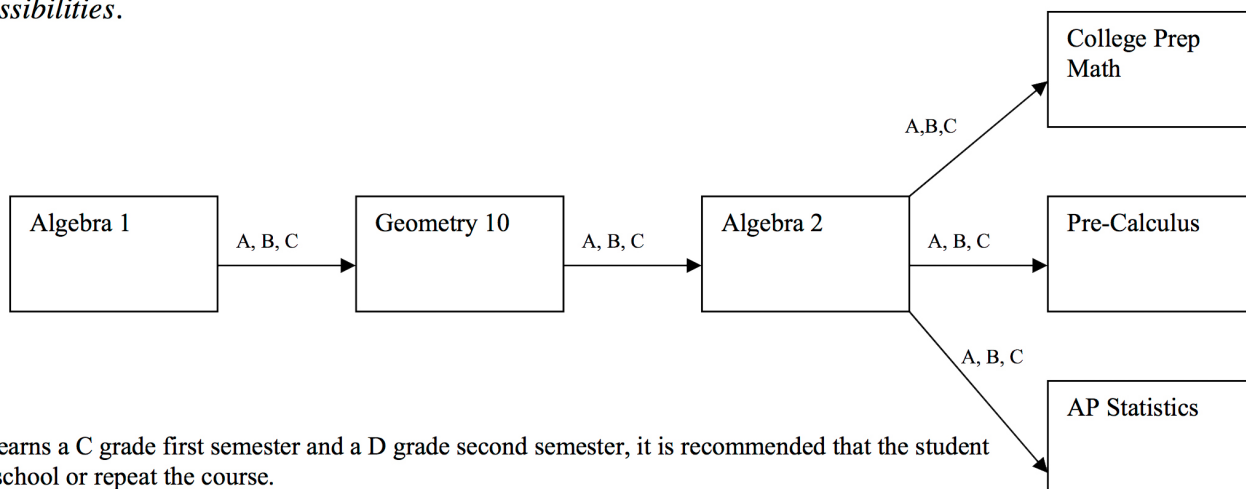 ssibilities.
College Prep
Math
A,B,C
Algebra 1
A, B, C
Geometry 10
A, B, C
Algebra 2
A, B, C
Pre-Calculus
A, B, C
AP Statistics
earns a C grade first semester and a D grade second semester, it is recommended that the student
school or repeat the course.